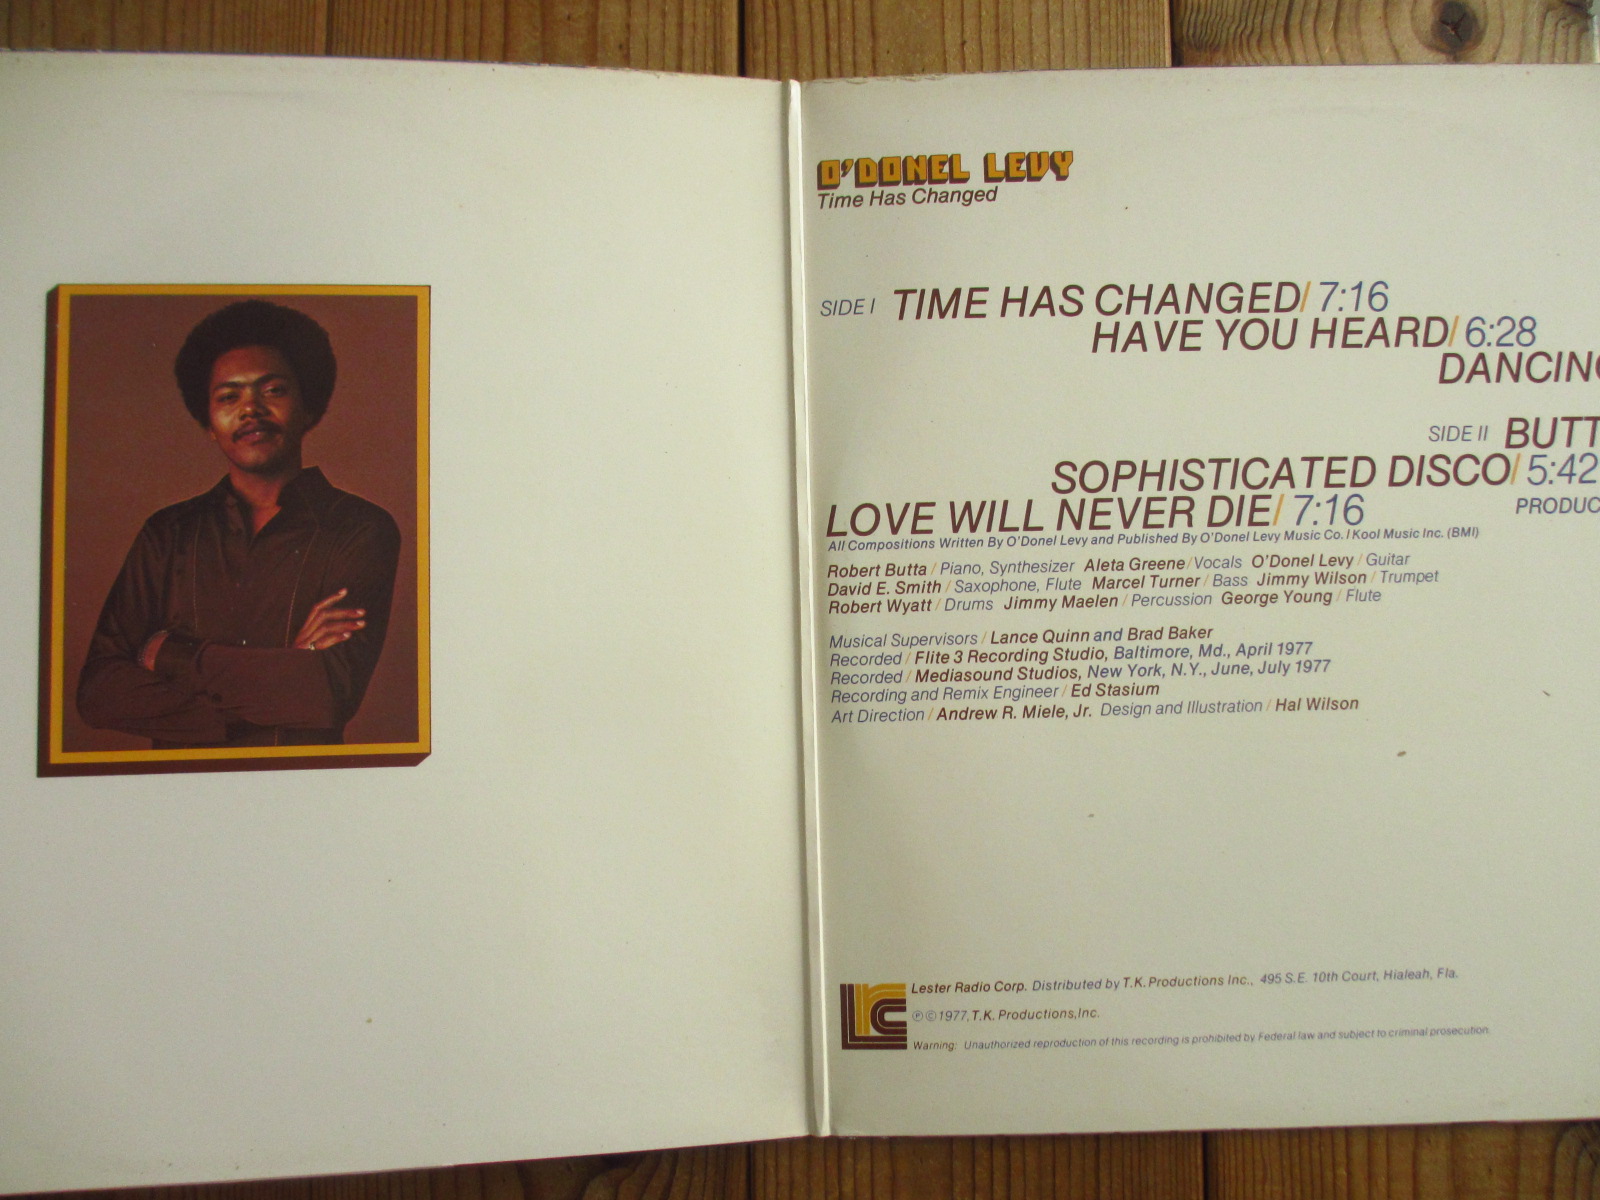 O'DONEL LEVY
Time Has Changed
SIDE I TIME HAS CHANGED/ 7:16
HAVE YOU HEARD/ 6:28
SIDE II
SOPHISTICATED DISCO/ 5:42
LOVE WILL NEVER DIE/ 7:16
All Compositions Written By O'Donel Levy and Published By O'Donel Levy Music Co. / Kool Music Inc. (BMI)
Robert Butta / Piano, Synthesizer Aleta Greene / Vocals O'Donel Levy / Guitar
David E. Smith / Saxophone, Flute Marcel Turner / Bass Jimmy Wilson / Trumpet
Robert Wyatt / Drums Jimmy Maelen / Percussion George Young / Flute
Musical Supervisors / Lance Quinn and Brad Baker
Recorded / Flite 3 Recording Studio, Baltimore, Md., April 1977
Recorded / Mediasound Studios, New York, N.Y., June, July 1977
Recording and Remix Engineer / Ed Stasium
Art Direction / Andrew R. Miele, Jr. Design and Illustration / Hal Wilson
lrc
Lester Radio Corp. Distributed by T.K. Productions Inc., 495 S.E. 10th Court, Hialeah, Fla.
℗©1977, T.K. Productions, Inc.
Warning: Unauthorized reproduction of this recording is prohibited by Federal law and subject to criminal prosecution.